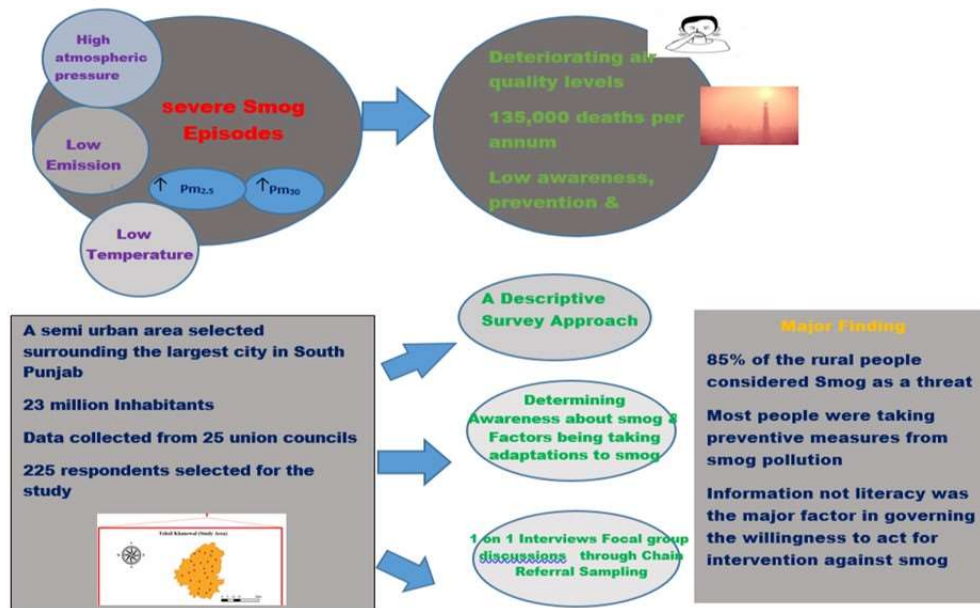 High
atmospheric
pressure
severe Smog
Episodes
Low
Emission
↑ Pm2.5
↑ Pm30
Low
Temperature
Deteriorating air
quality levels
135,000 deaths per
annum
Low awareness,
prevention &
A semi urban area selected
surrounding the largest city in South
Punjab
23 million Inhabitants
Data collected from 25 union councils
225 respondents selected for the
study
Tehsil Khanewal (Study Area)
A Descriptive
Survey Approach
Determining
Awareness about smog &
Factors being taking
adaptations to smog
1 on 1 Interviews Focal group
discussions through Chain
Referral Sampling
Major Finding
85% of the rural people
considered Smog as a threat
Most people were taking
preventive measures from
smog pollution
Information not literacy was
the major factor in governing
the willingness to act for
intervention against smog